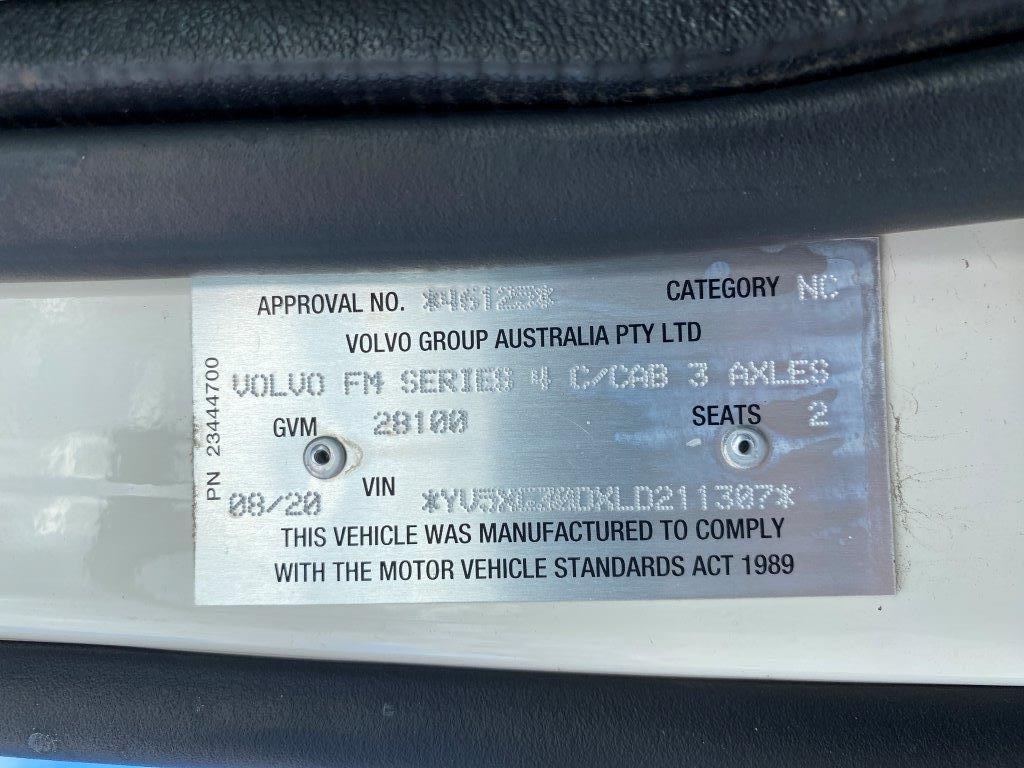 APPROVAL NO. *46125* CATEGORY NC
VOLVO GROUP AUSTRALIA PTY LTD
VOLVO FM SERIES 4 C/CAB 3 AXLES
GVM 28100 SEATS 2
PN 23444700
08/20 VIN
THIS VEHICLE WAS MANUFACTURED TO COMPLY
WITH THE MOTOR VEHICLE STANDARDS ACT 1989